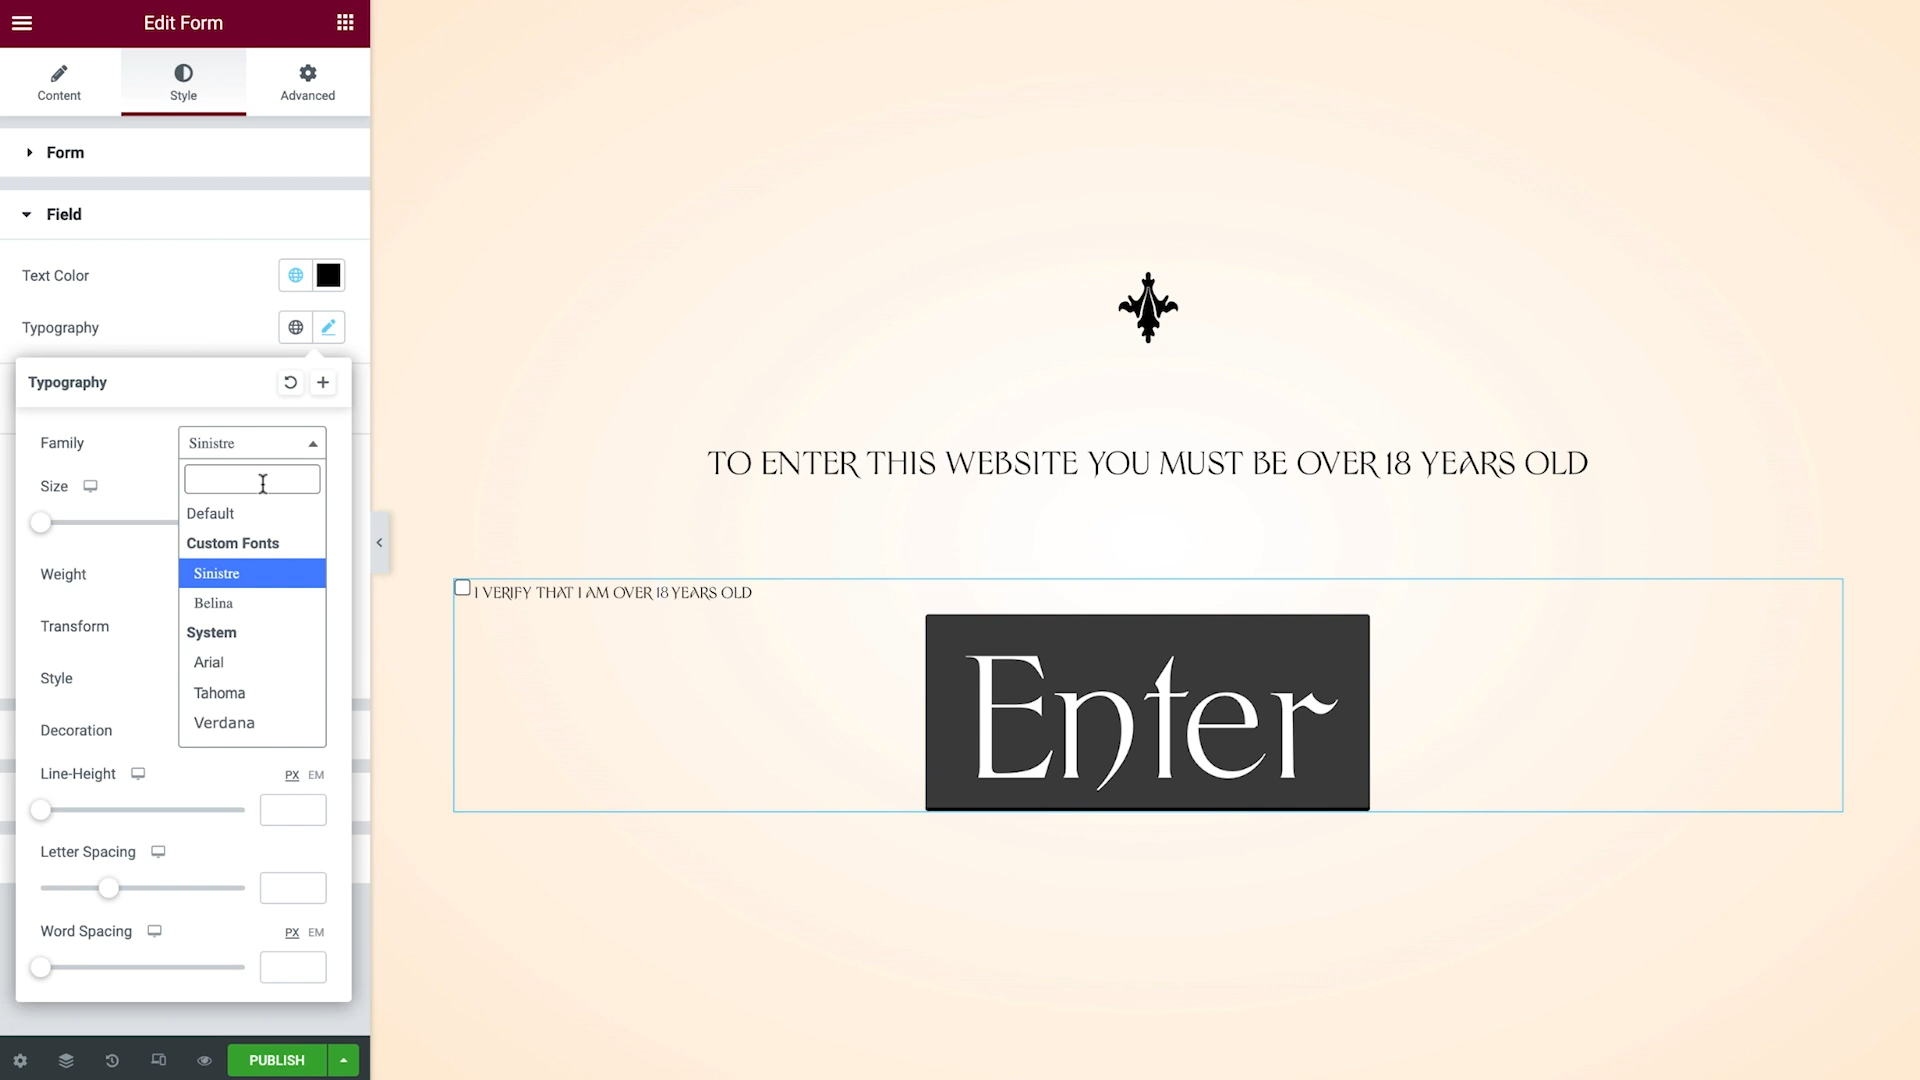 Edit Form
Content
Style
Advanced
Form
Field
Text Color
Typography
Typography
Family
Sinistre
Size
Default
Custom Fonts
Sinistre
Belina
System
Arial
Tahoma
Verdana
Weight
Transform
Style
Decoration
Line-Height
PX EM
Letter Spacing
Word Spacing
PX EM
PUBLISH
TO ENTER THIS WEBSITE YOU MUST BE OVER 18 YEARS OLD
I VERIFY THAT I AM OVER 18 YEARS OLD
Enter